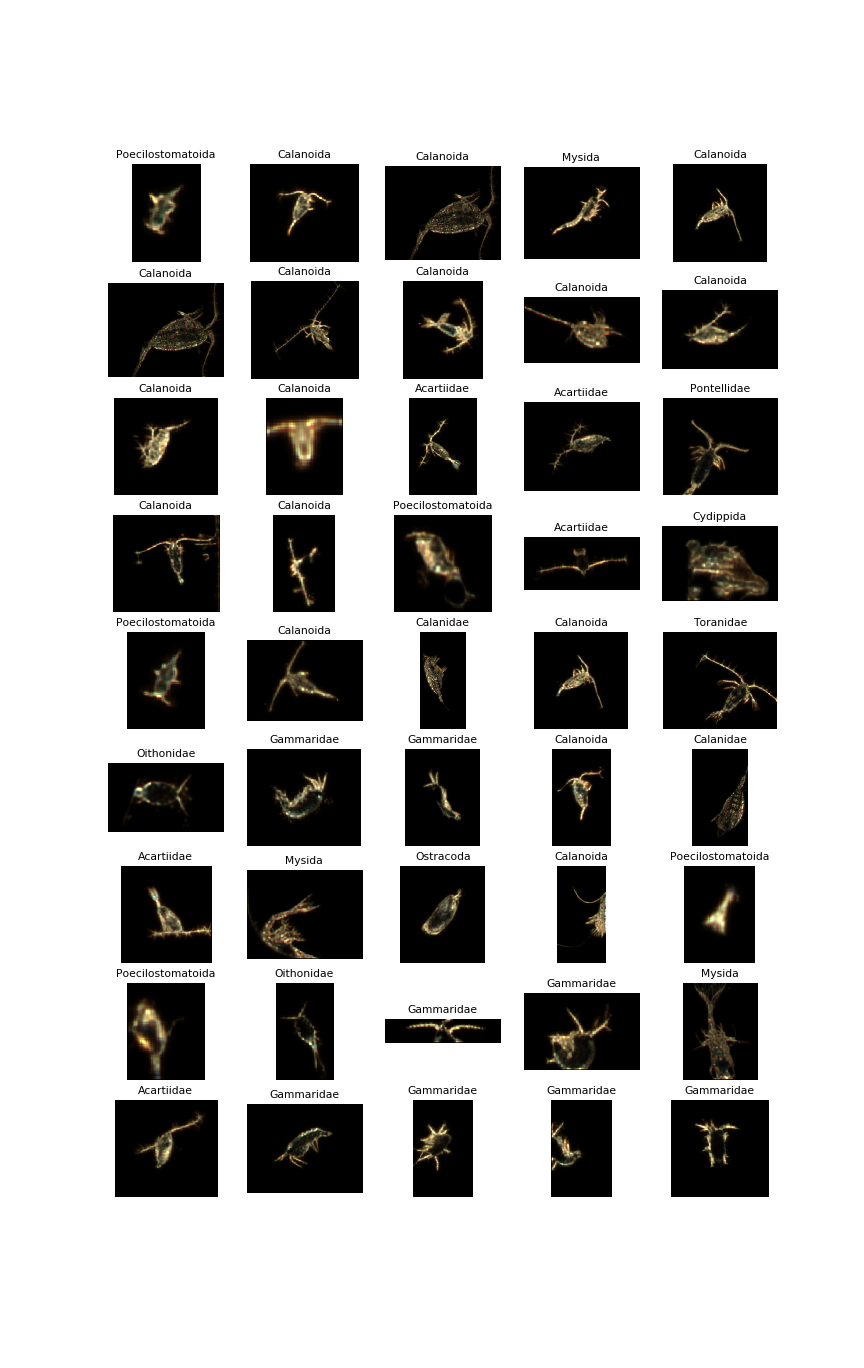 Poecilostomatoida
Calanoida
Calanoida
Mysida
Calanoida
Calanoida
Calanoida
Calanoida
Calanoida
Calanoida
Calanoida
Calanoida
Acartiidae
Acartiidae
Pontellidae
Calanoida
Calanoida
Poecilostomatoida
Acartiidae
Cydippida
Poecilostomatoida
Calanoida
Calanidae
Calanoida
Toranidae
Oithonidae
Gammaridae
Gammaridae
Calanoida
Calanidae
Acartiidae
Mysida
Ostracoda
Calanoida
Poecilostomatoida
Poecilostomatoida
Oithonidae
Gammaridae
Gammaridae
Mysida
Acartiidae
Gammaridae
Gammaridae
Gammaridae
Gammaridae